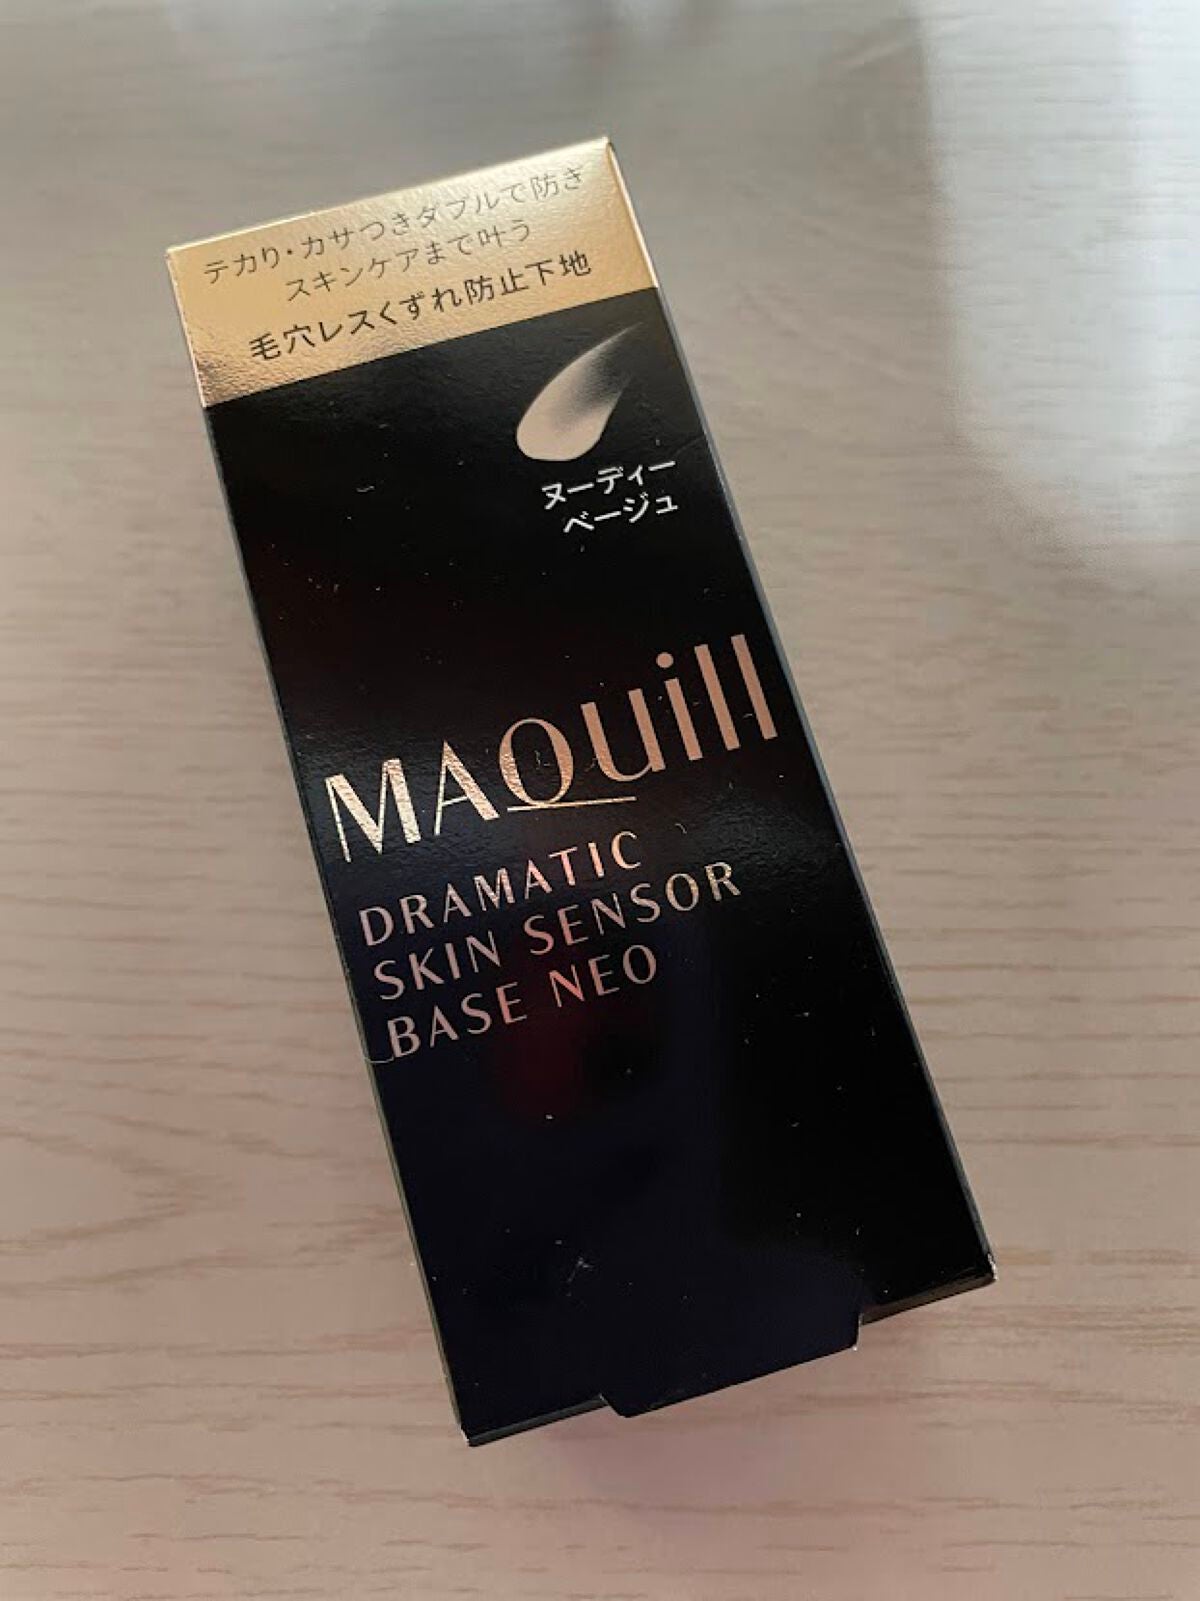 テカり・カサつきダブルで防ぎ
スキンケアまで叶う
毛穴レスくずれ防止下地
ヌーディー
ベージュ
MAQuill
DRAMATIC
SKIN SENSOR
BASE NEO